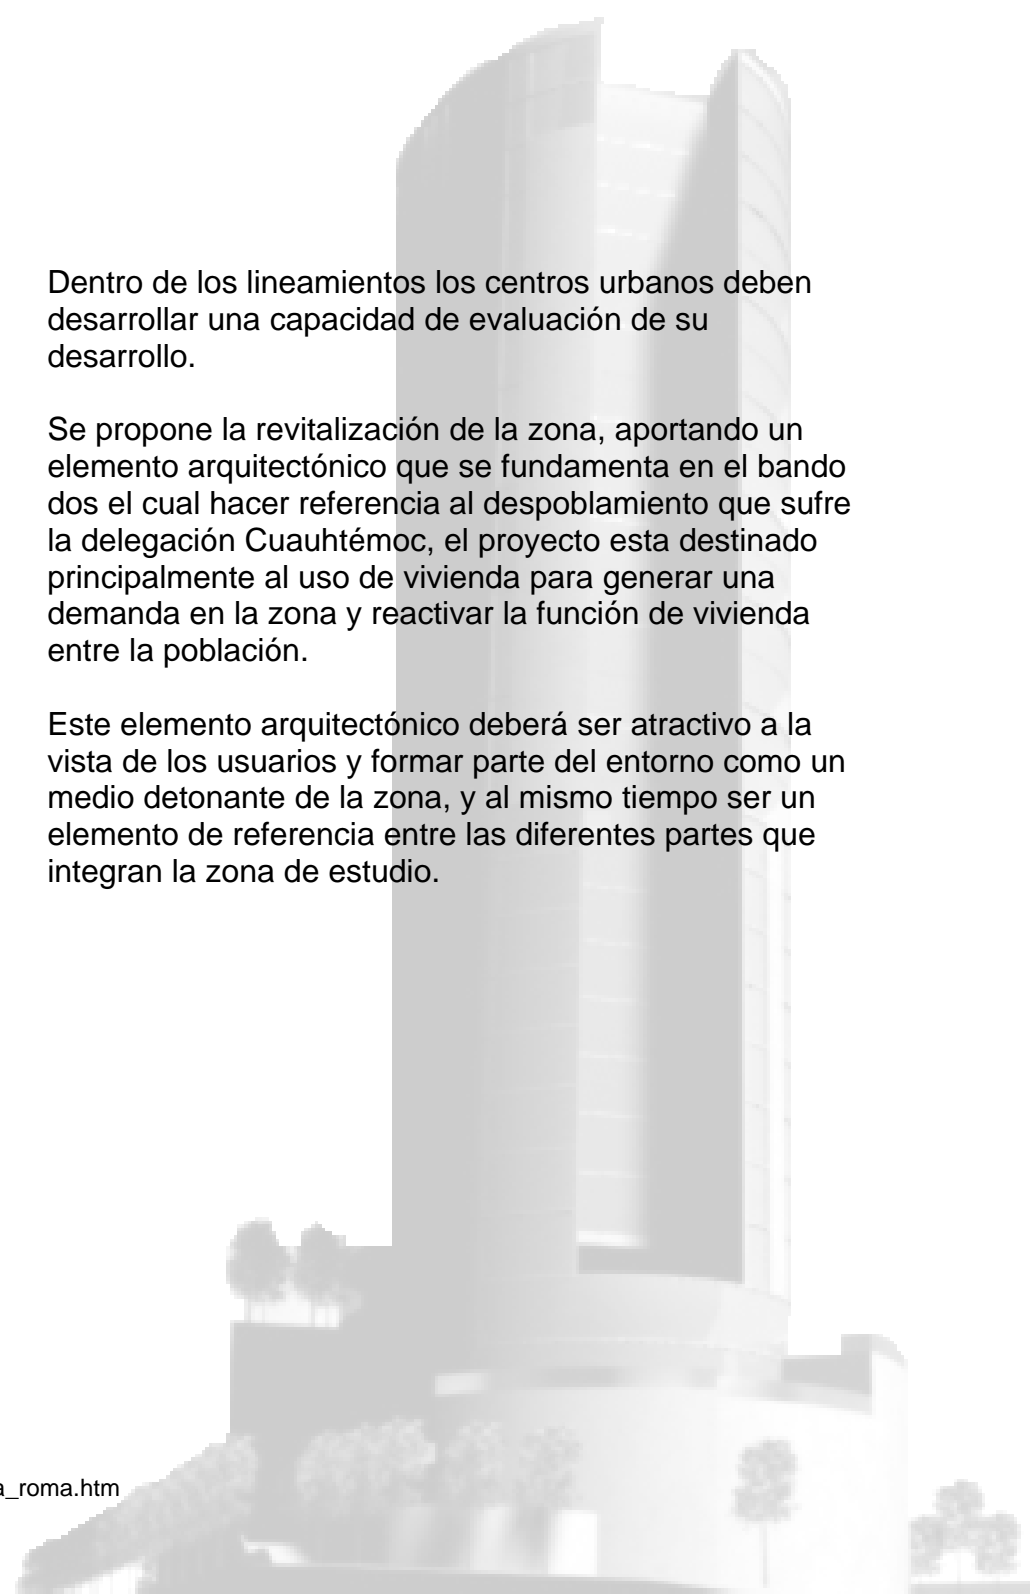 Dentro de los lineamientos los centros urbanos deben
desarrollar una capacidad de evaluación de su
desarrollo.
Se propone la revitalización de la zona, aportando un
elemento arquitectónico que se fundamenta en el bando
dos el cual hacer referencia al despoblamiento que sufre
la delegación Cuauhtémoc, el proyecto esta destinado
principalmente al uso de vivienda para generar una
demanda en la zona y reactivar la función de vivienda
entre la población.
Este elemento arquitectónico deberá ser atractivo a la
vista de los usuarios y formar parte del entorno como un
medio detonante de la zona, y al mismo tiempo ser un
elemento de referencia entre las diferentes partes que
integran la zona de estudio.
a_roma.htm